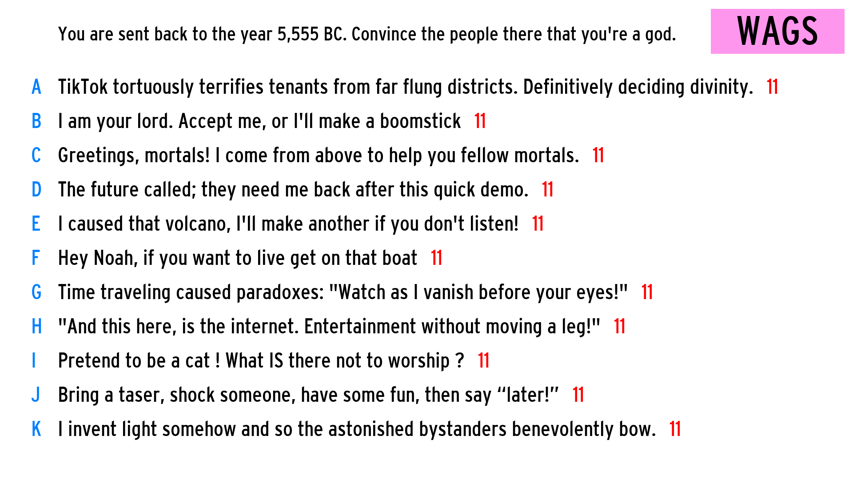 You are sent back to the year 5,555 BC. Convince the people there that you're a god.
WAGS
A TikTok tortuously terrifies tenants from far flung districts. Definitively deciding divinity. 11
B I am your lord. Accept me, or I'll make a boomstick 11
C Greetings, mortals! I come from above to help you fellow mortals. 11
D The future called; they need me back after this quick demo. 11
E I caused that volcano, I'll make another if you don't listen! 11
F Hey Noah, if you want to live get on that boat 11
G Time traveling caused paradoxes: "Watch as I vanish before your eyes!" 11
H "And this here, is the internet. Entertainment without moving a leg!" 11
I Pretend to be a cat ! What IS there not to worship ? 11
J Bring a taser, shock someone, have some fun, then say “later!” 11
K I invent light somehow and so the astonished bystanders benevolently bow. 11